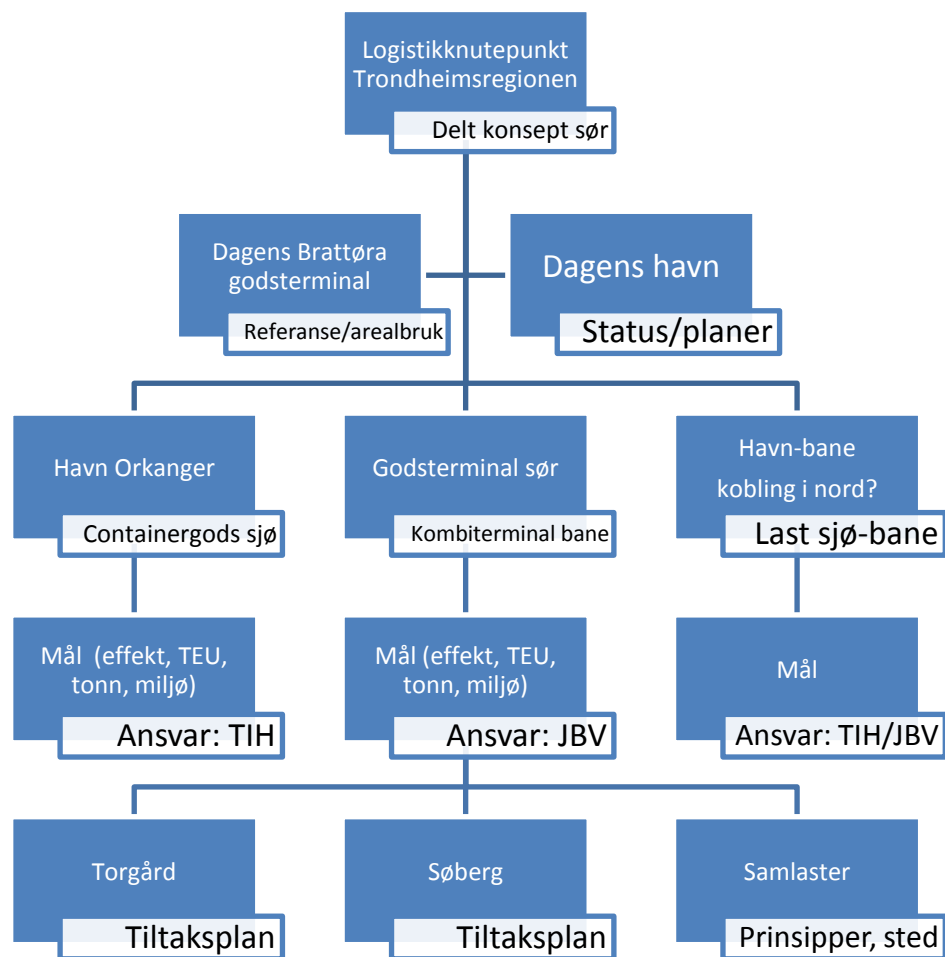 Logistikknutepunkt
Trondheimsregionen
Delt konsept sør
Dagens Brattøra
godsterminal
Referanse/arealbruk
Dagens havn
Status/planer
Havn Orkanger
Containergods sjø
Godsterminal sør
Kombiterminal bane
Havn-bane
kobling i nord?
Last sjø-bane
Mål (effekt, TEU,
tonn, miljø)
Ansvar: TIH
Mål (effekt, TEU,
tonn, miljø)
Ansvar: JBV
Mål
Ansvar: TIH/JBV
Torgård
Tiltaksplan
Søberg
Tiltaksplan
Samlaster
Prinsipper, sted